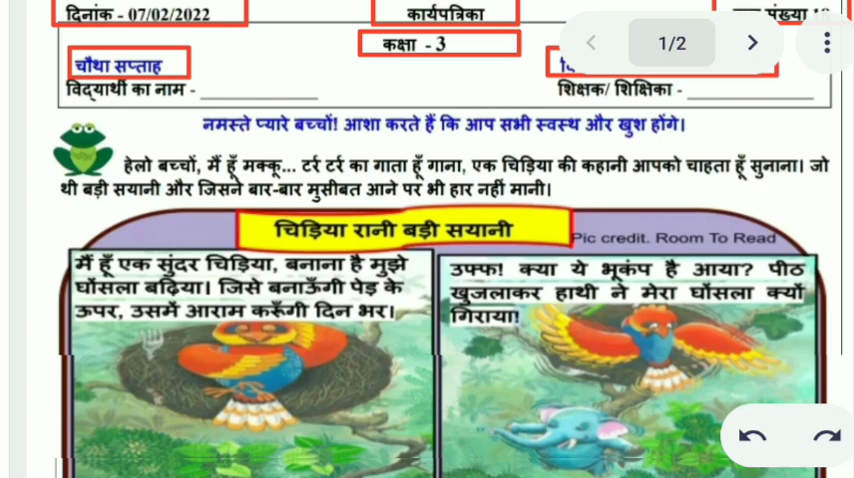 दिनांक - 07/02/2022
कार्यपत्रिका
कक्षा - 3
1/2
चौथा सप्ताह
विद्यार्थी का नाम -
शिक्षक/ शिक्षिका -
नमस्ते प्यारे बच्चों! आशा करते हैं कि आप सभी स्वस्थ और खुश होंगे।
हेलो बच्चों, मैं हूँ मक्कू... टर्र टर्र का गाता हूँ गाना, एक चिड़िया की कहानी आपको चाहता हूँ सुनाना। जो
थी बड़ी सयानी और जिसने बार-बार मुसीबत आने पर भी हार नहीं मानी।
चिड़िया रानी बड़ी सयानी
Pic credit. Room To Read
मैं हूँ एक सुंदर चिड़िया, बनाना है मुझे
घोंसला बढ़िया। जिसे बनाऊँगी पेड़ के
ऊपर, उसमें आराम करूँगी दिन भर।
उफ्फ! क्या ये भूकंप है आया? पीठ
खुजलाकर हाथी ने मेरा घोंसला क्यों
गिराया!